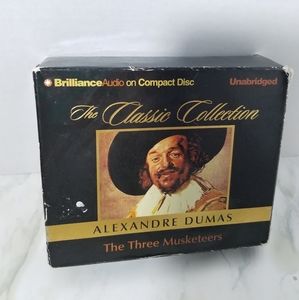 BrillianceAudio on Compact Disc Unabridged
The Classic Collection
ALEXANDRE DUMAS
The Three Musketeers